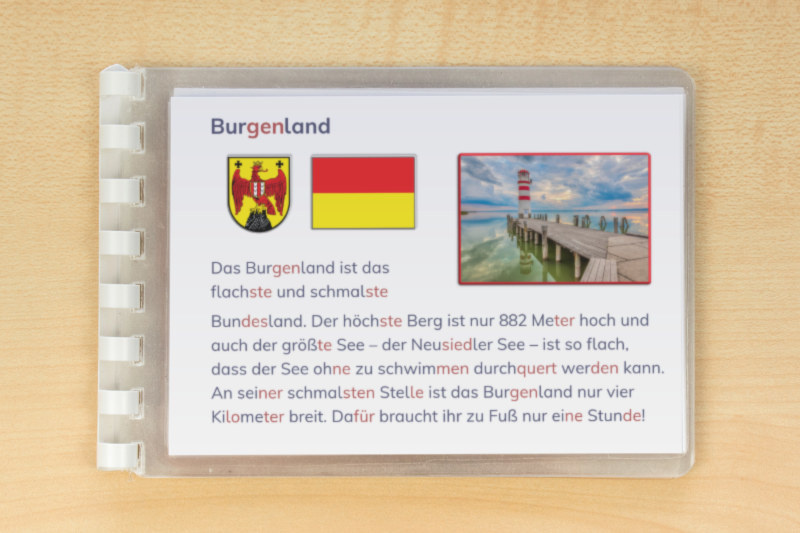 Burgenland
Das Burgenland ist das
flachste und schmalste
Bundesland. Der höchste Berg ist nur 882 Meter hoch und
auch der größte See – der Neusiedler See – ist so flach,
dass der See ohne zu schwimmen durchquert werden kann.
An seiner schmalsten Stelle ist das Burgenland nur vier
Kilometer breit. Dafür braucht ihr zu Fuß nur eine Stunde!